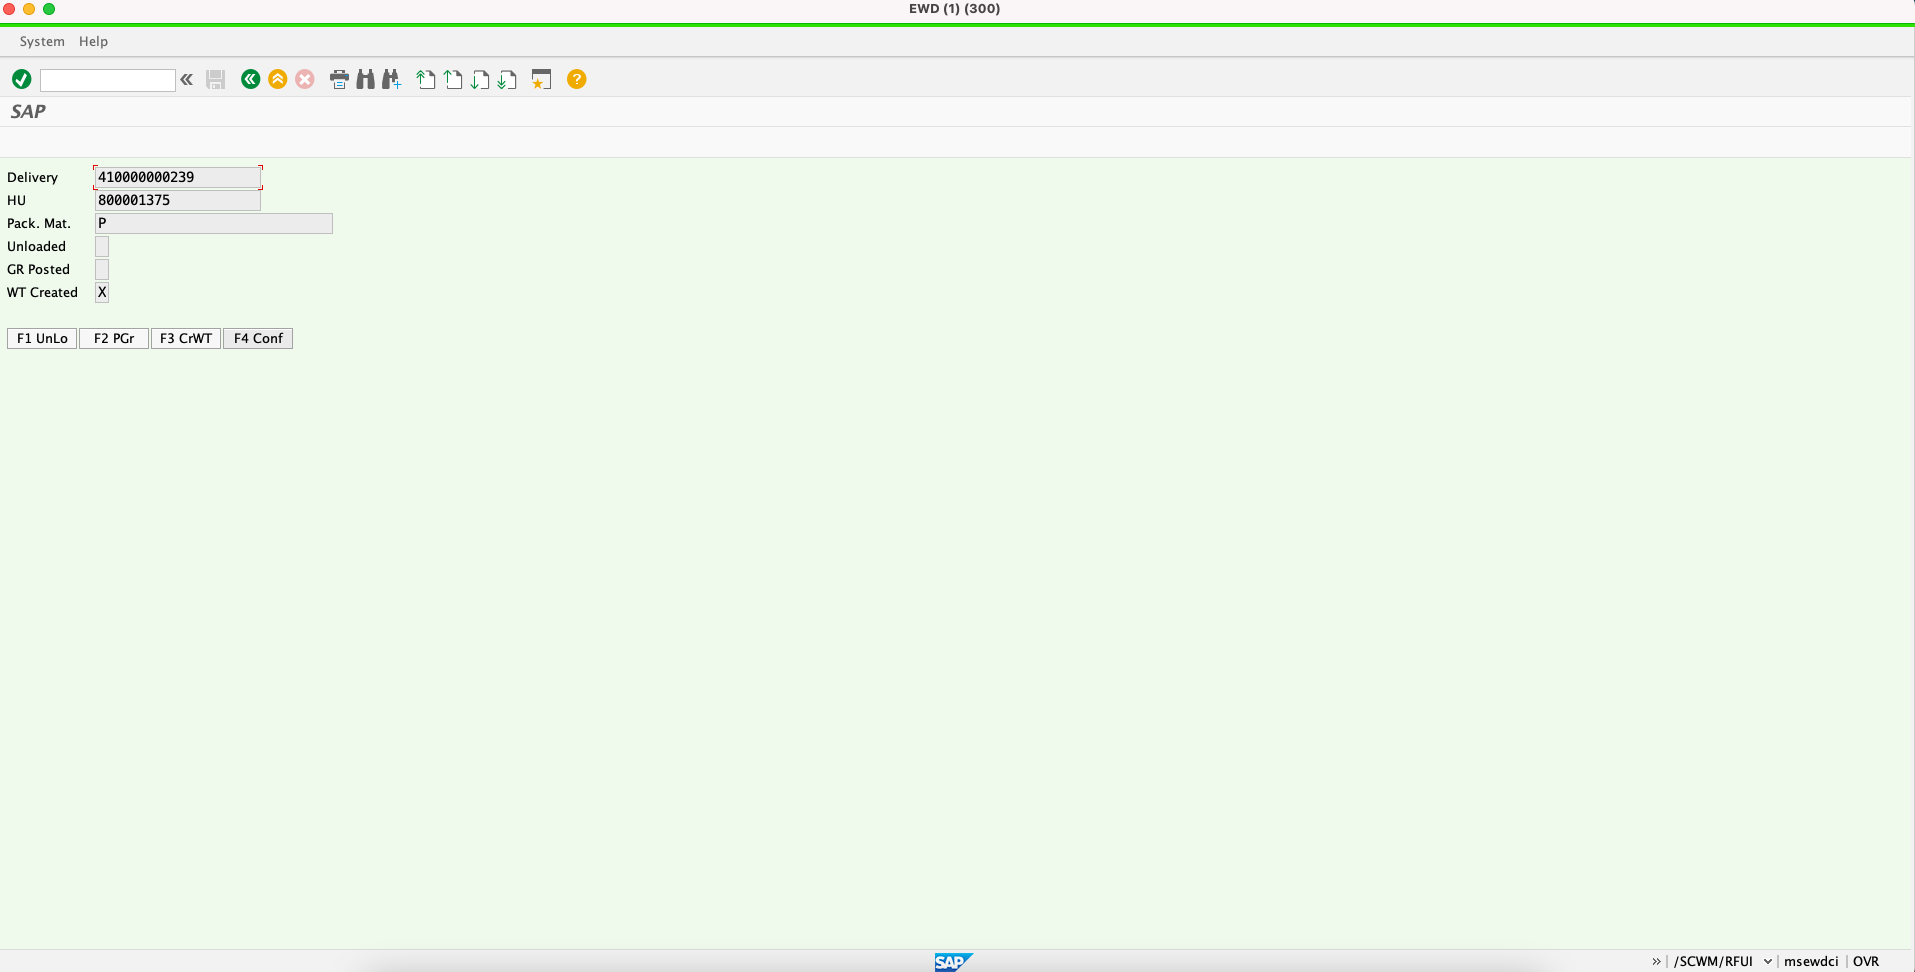 EWD (1) (300)
System Help
SAP
Delivery 410000000239
HU 800001375
Pack. Mat. P
Unloaded
GR Posted
WT Created X
F1 UnLo F2 PGr F3 CrWT F4 Conf
SAP » /SCWM/RFUI msewdci OVR